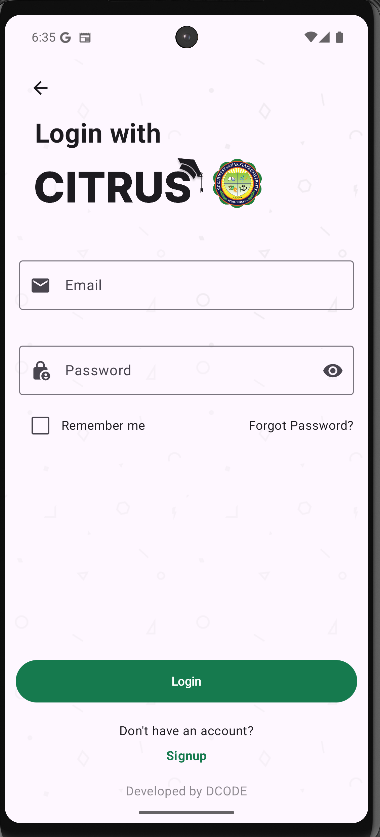 6:35
Login with
CITRUS
Email
Password
Remember me
Forgot Password?
Login
Don't have an account?
Signup
Developed by DCODE